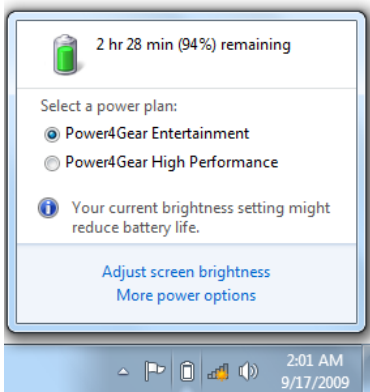 2 hr 28 min (94%) remaining
Select a power plan:
Power4Gear Entertainment
Power4Gear High Performance
Your current brightness setting might
reduce battery life.
Adjust screen brightness
More power options
2:01 AM
9/17/2009